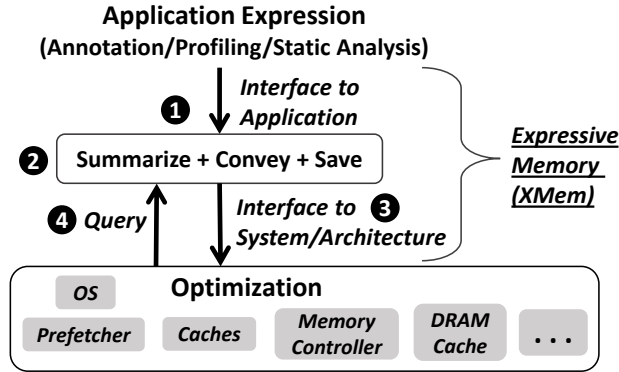 Application Expression
(Annotation/Profiling/Static Analysis)
1
Interface to
Application
2
Summarize + Convey + Save
Expressive
Memory
(XMem)
4 Query
Interface to 3
System/Architecture
Optimization
OS
Prefetcher
Caches
Memory
Controller
DRAM
Cache
...